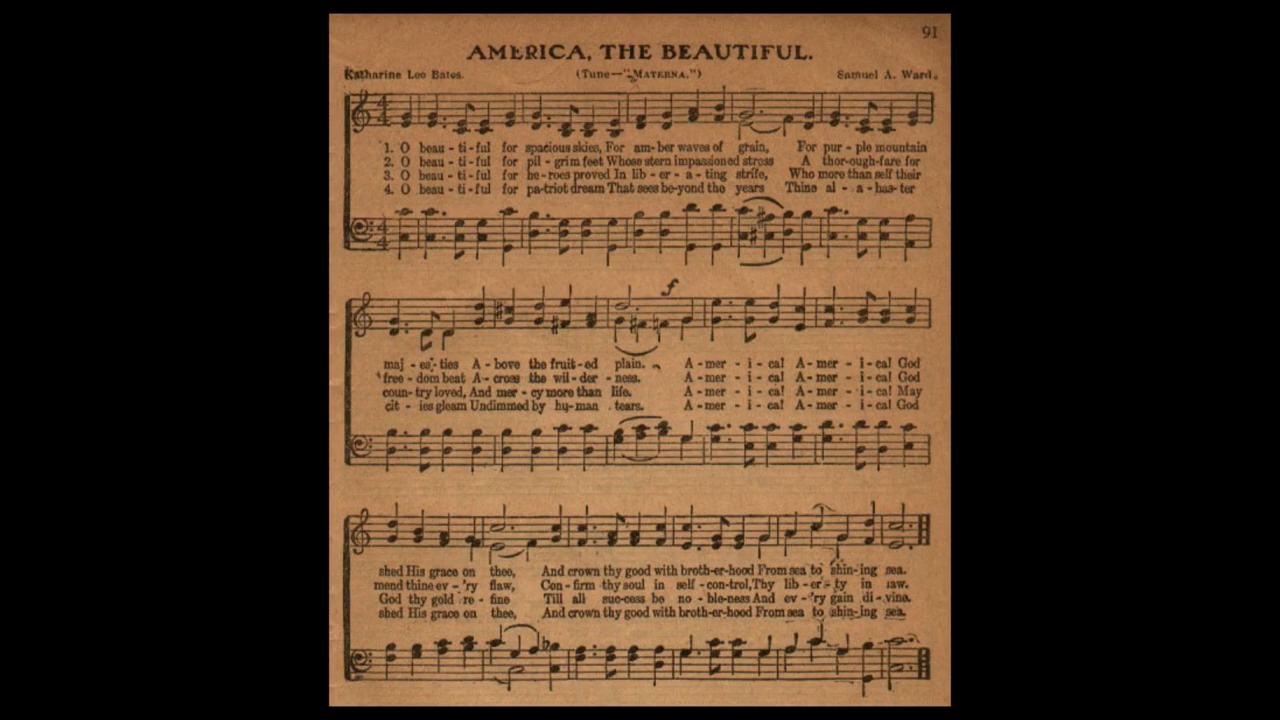 91
AMERICA, THE BEAUTIFUL.
Katharine Lee Bates. (Tune—"MATERNA.") Samuel A. Ward.
1. O beau - ti - ful for spacious skies, For am - ber waves of grain, For pur - ple mountain
2. O beau - ti - ful for pil - grim feet Whose stern impassioned stress A thor-ough-fare for
3. O beau - ti - ful for he - roes proved In lib - er - a - ting strife, Who more than self their
4. O beau - ti - ful for pa-triot dream That sees be-yond the years Thine al - a - bas - ter
f
maj - es - ties A - bove the fruit-ed plain. A - mer - i - ca! A - mer - i - ca! God
free - dom beat A - cross the wil - der - ness. A - mer - i - ca! A - mer - i - ca! God
coun - try loved, And mer - cy more than life. A - mer - i - ca! A - mer - i - ca! May
cit - ies gleam Undimmed by hu-man tears. A - mer - i - ca! A - mer - i - ca! God
shed His grace on thee, And crown thy good with broth-er-hood From sea to shin-ing sea.
mend thine ev - 'ry flaw, Con - firm thy soul in self - con-trol, Thy lib - er - ty in law.
God thy gold re - fine Till all suc-cess be no - ble-ness And ev - 'ry gain di - vine.
shed His grace on thee, And crown thy good with broth-er-hood From sea to shin-ing sea.